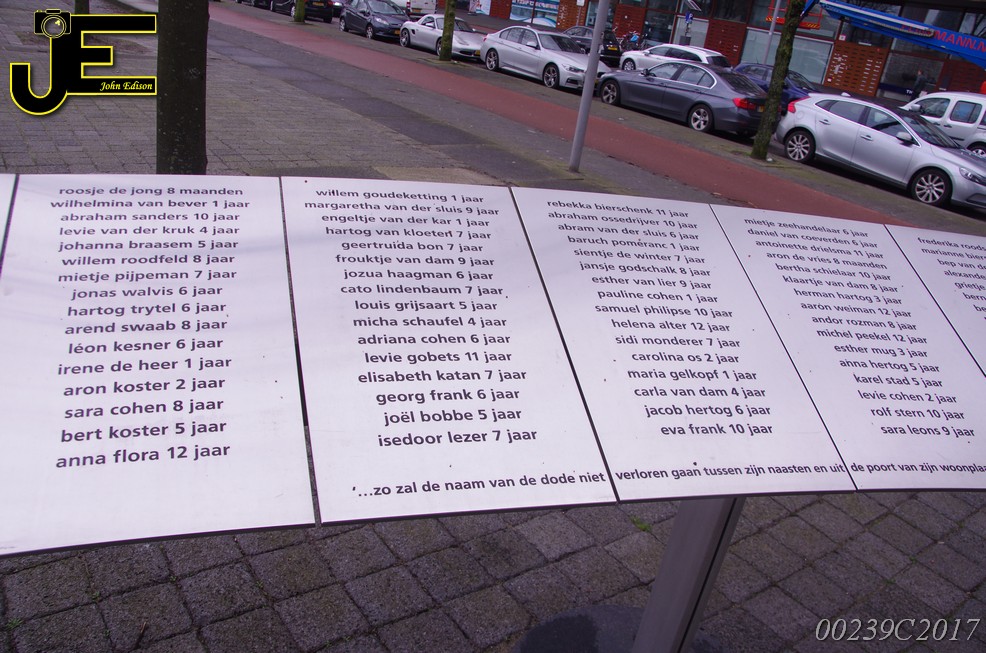 JE
John Edison
MANN.N
roosje de jong 8 maanden
wilhelmina van bever 1 jaar
abraham sanders 10 jaar
levie van der kruk 4 jaar
johanna braasem 5 jaar
willem roodfeld 8 jaar
mietje pijpeman 7 jaar
jonas walvis 6 jaar
hartog trytel 6 jaar
arend swaab 8 jaar
léon kesner 6 jaar
irene de heer 1 jaar
aron koster 2 jaar
sara cohen 8 jaar
bert koster 5 jaar
anna flora 12 jaar
willem goudeketting 1 jaar
margaretha van der sluis 9 jaar
engeltje van der kar 1 jaar
hartog van kloeten 7 jaar
geertruida bon 7 jaar
frouktje van dam 9 jaar
jozua haagman 6 jaar
cato lindenbaum 7 jaar
louis grijsaart 5 jaar
micha schaufel 4 jaar
adriana cohen 6 jaar
levie gobets 11 jaar
elisabeth katan 7 jaar
georg frank 6 jaar
joël bobbe 5 jaar
isedoor lezer 7 jaar
rebekka bierschenk 11 jaar
abraham ossedrijver 10 jaar
abram van der sluis 6 jaar
baruch poméranc 1 jaar
sientje de winter 7 jaar
jansje godschalk 8 jaar
esther van lier 9 jaar
pauline cohen 1 jaar
samuel philipse 10 jaar
helena alter 12 jaar
sidi monderer 7 jaar
carolina os 2 jaar
maria gelkopf 1 jaar
carla van dam 4 jaar
jacob hertog 6 jaar
eva frank 10 jaar
mietje zeehandelaar 6 jaar
daniel van coeverden 6 jaar
antoinette drielsma 11 jaar
aron de vries 8 maanden
bertha schielaar 10 jaar
klaartje van dam 8 jaar
herman hartog 3 jaar
aaron weiman 12 jaar
andor rozman 8 jaar
michel peekel 12 jaar
esther mug 3 jaar
anna hertog 5 jaar
karel stad 5 jaar
levie cohen 2 jaar
rolf stern 10 jaar
sara leons 9 jaar
frederika
marianne
bep van
'...zo zal de naam van de dode niet verloren gaan tussen zijn naasten en uit de poort van zijn woonplaa
00239C2017